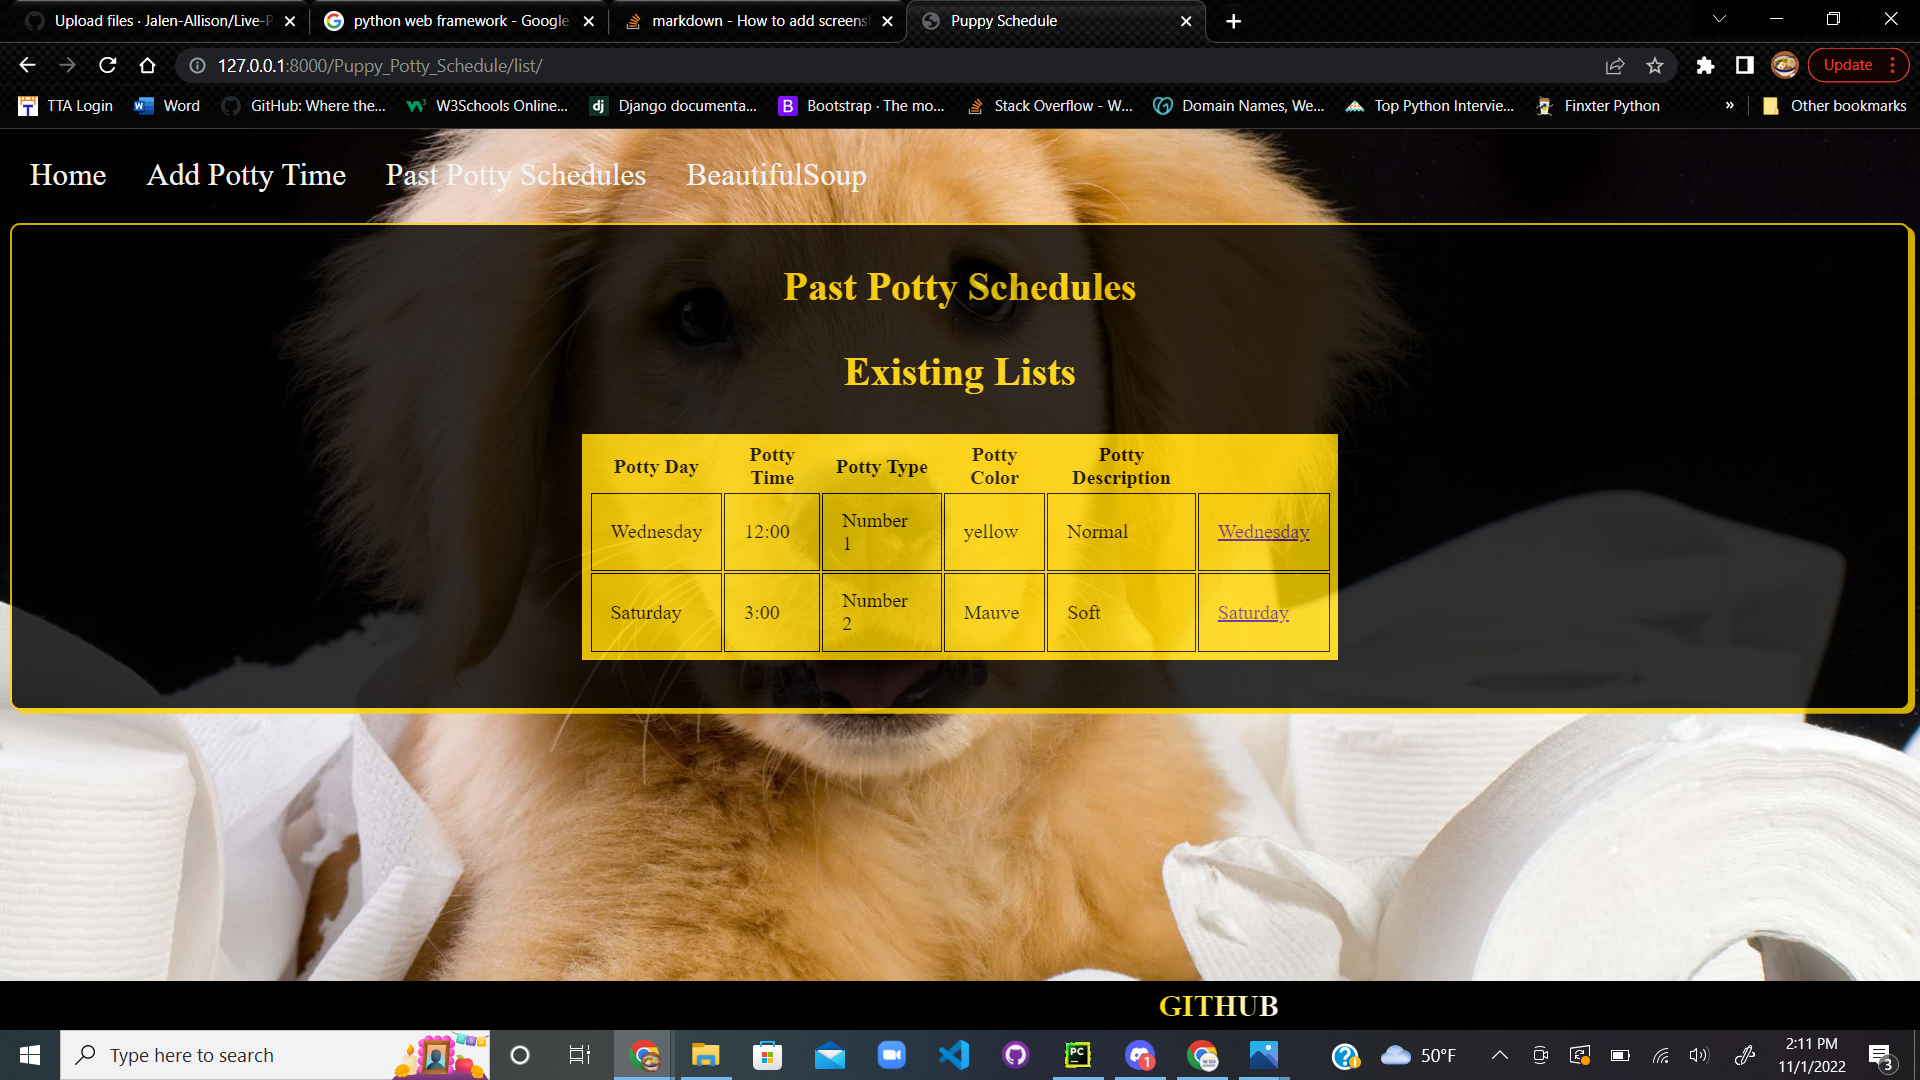 Upload files · Jalen-Allison/Live-P
python web framework - Google
markdown - How to add screensh
Puppy Schedule
127.0.0.1:8000/Puppy_Potty_Schedule/list/
Update
TTA Login
Word
GitHub: Where the...
W3Schools Online...
Django documenta...
Bootstrap · The mo...
Stack Overflow - W...
Domain Names, We...
Top Python Intervie...
Finxter Python
»
Other bookmarks
Home
Add Potty Time
Past Potty Schedules
BeautifulSoup
Past Potty Schedules
Existing Lists
Potty Day
Potty
Time
Potty Type
Potty
Color
Potty
Description
Wednesday
12:00
Number
1
yellow
Normal
Wednesday
Saturday
3:00
Number
2
Mauve
Soft
Saturday
GITHUB
Type here to search
50°F
2:11 PM
11/1/2022
3